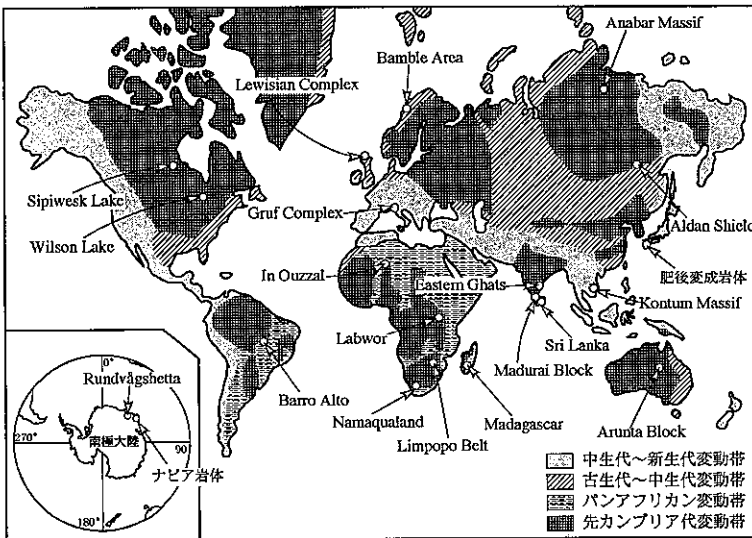 Anabar Massif
Bamble Area
Lewisian Complex
Sipiwesk Lake
Wilson Lake
Gruf Complex
Aldan Shield
肥後変成岩体
In Ouzzal
Eastern Ghats
Kontum Massif
Labwor
Sri Lanka
Madurai Block
Barro Alto
Namaqualand
Madagascar
Limpopo Belt
Arunta Block
0°
Rundvågshetta
270°
南極大陸
90
ナピア岩体
180°
中生代〜新生代変動帯
古生代〜中生代変動帯
パンアフリカン変動帯
先カンブリア代変動帯